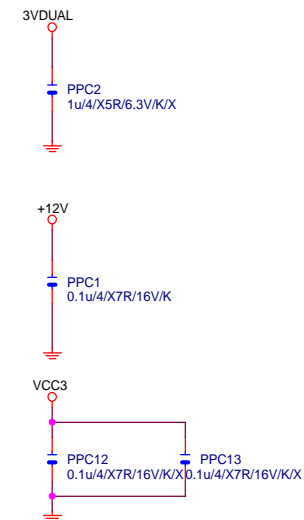 3VDUAL
PPC2
1u/4/X5R/6.3V/K/X
+12V
PPC1
0.1u/4/X7R/16V/K
VCC3
PPC12 PPC13
0.1u/4/X7R/16V/K/X 0.1u/4/X7R/16V/K/X